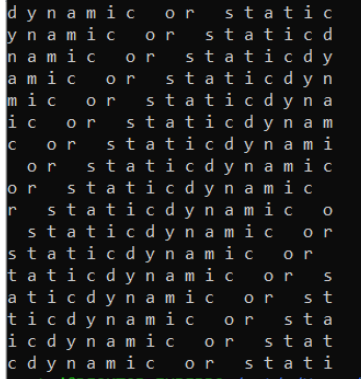 d y n a m i c   o r   s t a t i c
y n a m i c   o r   s t a t i c d
n a m i c   o r   s t a t i c d y
a m i c   o r   s t a t i c d y n
m i c   o r   s t a t i c d y n a
i c   o r   s t a t i c d y n a m
c   o r   s t a t i c d y n a m i
  o r   s t a t i c d y n a m i c
o r   s t a t i c d y n a m i c
r   s t a t i c d y n a m i c   o
  s t a t i c d y n a m i c   o r
s t a t i c d y n a m i c   o r
t a t i c d y n a m i c   o r   s
a t i c d y n a m i c   o r   s t
t i c d y n a m i c   o r   s t a
i c d y n a m i c   o r   s t a t
c d y n a m i c   o r   s t a t i